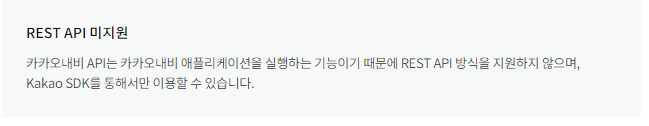 REST API 미지원
카카오내비 API는 카카오내비 애플리케이션을 실행하는 기능이기 때문에 REST API 방식을 지원하지 않으며,
Kakao SDK를 통해서만 이용할 수 있습니다.